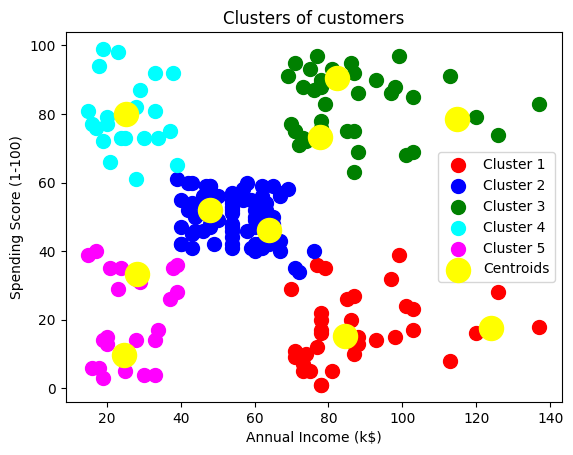 Clusters of customers
Spending Score (1-100)
100
80
60
40
20
0
Cluster 1
Cluster 2
Cluster 3
Cluster 4
Cluster 5
Centroids
20 40 60 80 100 120 140
Annual Income (k$)